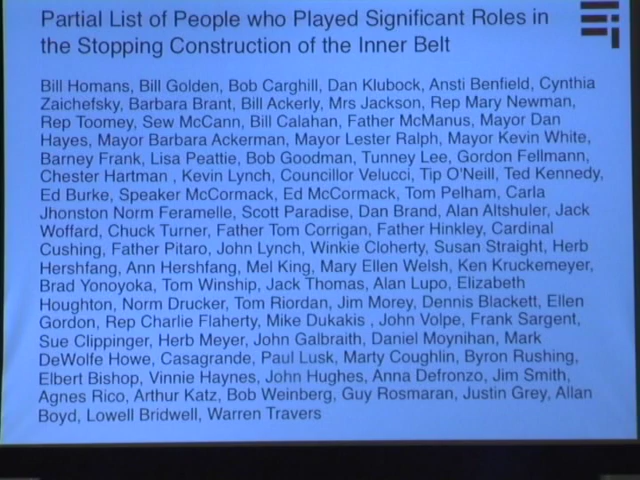 Partial List of People who Played Significant Roles in
the Stopping Construction of the Inner Belt
Bill Homans, Bill Golden, Bob Carghill, Dan Klubock, Ansti Benfield, Cynthia
Zaichefsky, Barbara Brant, Bill Ackerly, Mrs Jackson, Rep Mary Newman,
Rep Toomey, Sew McCann, Bill Calahan, Father McManus, Mayor Dan
Hayes, Mayor Barbara Ackerman, Mayor Lester Ralph, Mayor Kevin White,
Barney Frank, Lisa Peattie, Bob Goodman, Tunney Lee, Gordon Fellmann,
Chester Hartman , Kevin Lynch, Councillor Velucci, Tip O'Neill, Ted Kennedy,
Ed Burke, Speaker McCormack, Ed McCormack, Tom Pelham, Carla
Jhonston Norm Feramelle, Scott Paradise, Dan Brand, Alan Altshuler, Jack
Woffard, Chuck Turner, Father Tom Corrigan, Father Hinkley, Cardinal
Cushing, Father Pitaro, John Lynch, Winkie Cloherty, Susan Straight, Herb
Hershfang, Ann Hershfang, Mel King, Mary Ellen Welsh, Ken Kruckemeyer,
Brad Yonoyoka, Tom Winship, Jack Thomas, Alan Lupo, Elizabeth
Houghton, Norm Drucker, Tom Riordan, Jim Morey, Dennis Blackett, Ellen
Gordon, Rep Charlie Flaherty, Mike Dukakis , John Volpe, Frank Sargent,
Sue Clippinger, Herb Meyer, John Galbraith, Daniel Moynihan, Mark
DeWolfe Howe, Casagrande, Paul Lusk, Marty Coughlin, Byron Rushing,
Elbert Bishop, Vinnie Haynes, John Hughes, Anna Defronzo, Jim Smith,
Agnes Rico, Arthur Katz, Bob Weinberg, Guy Rosmaran, Justin Grey, Allan
Boyd, Lowell Bridwell, Warren Travers